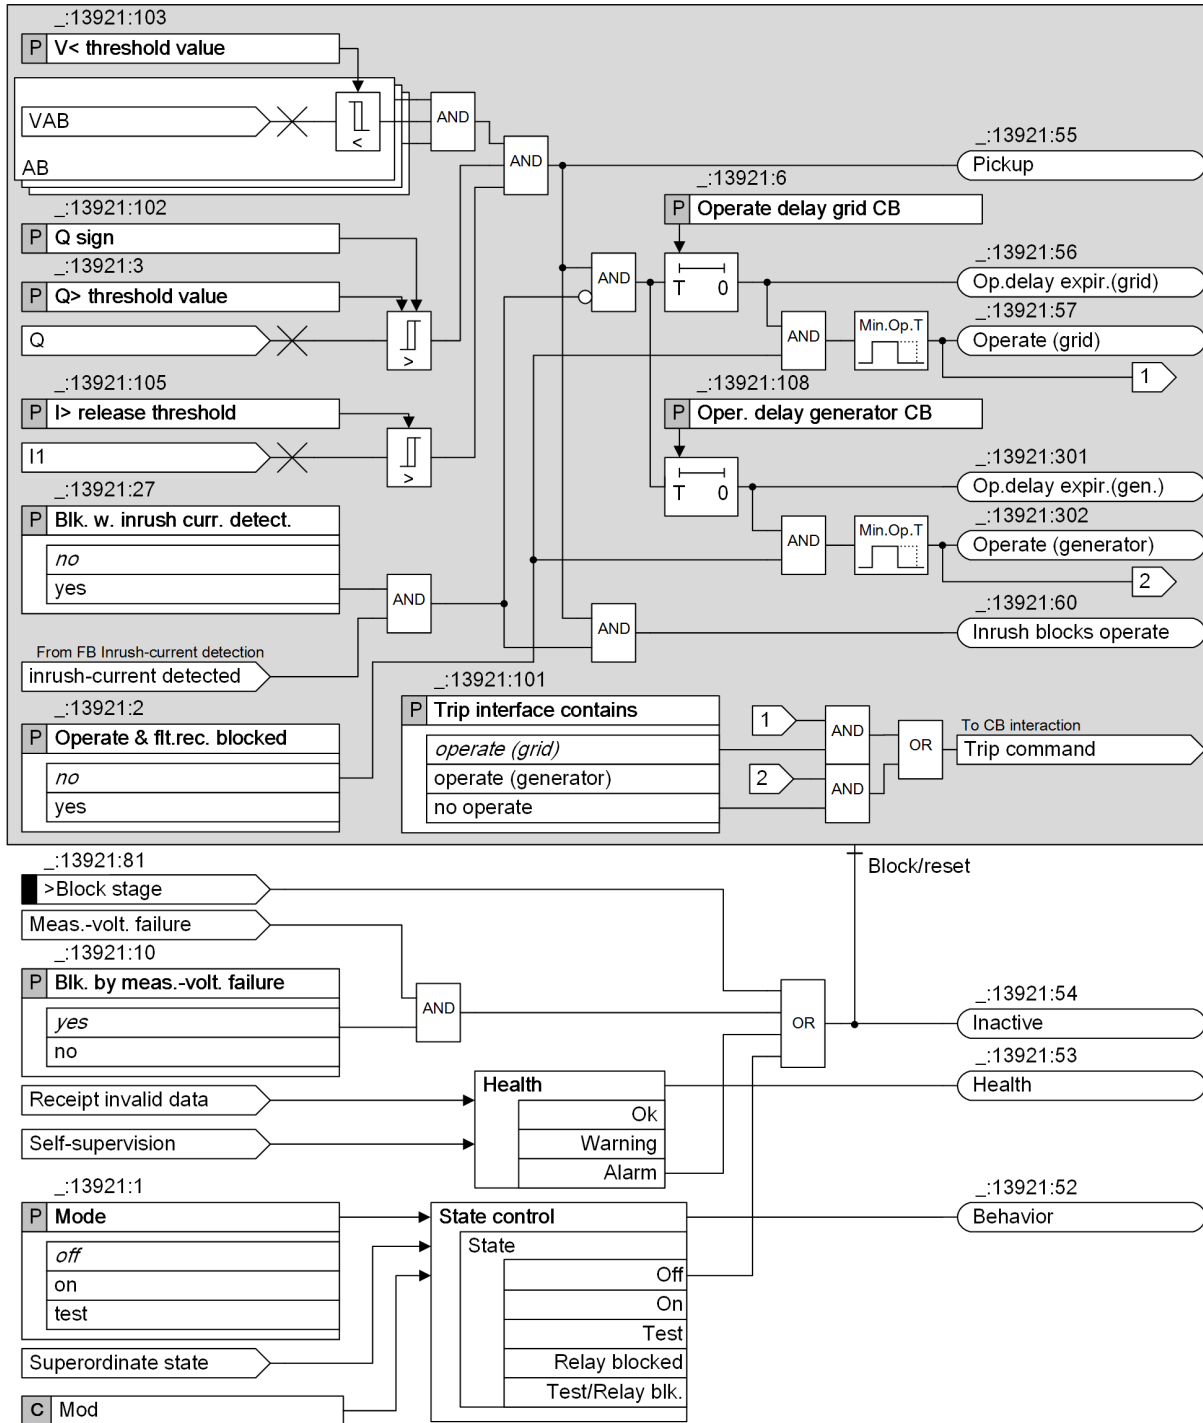 _:13921:103
P V< threshold value
VAB
<
AND
AB
AND
_:13921:55
Pickup
_:13921:6
P Operate delay grid CB
_:13921:102
P Q sign
_:13921:3
P Q> threshold value
Q
>
AND
T 0
_:13921:56
Op.delay expir.(grid)
_:13921:57
Operate (grid)
AND
Min.Op.T
1
_:13921:105
P I> release threshold
I1
>
_:13921:108
P Oper. delay generator CB
T 0
_:13921:301
Op.delay expir.(gen.)
_:13921:302
Operate (generator)
AND
Min.Op.T
2
_:13921:27
P Blk. w. inrush curr. detect.
no
yes
AND
From FB Inrush-current detection
inrush-current detected
AND
_:13921:60
Inrush blocks operate
_:13921:2
P Operate & flt.rec. blocked
no
yes
_:13921:101
P Trip interface contains
operate (grid)
operate (generator)
no operate
1
AND
2
AND
OR
To CB interaction
Trip command
Block/reset
_:13921:81
>Block stage
Meas.-volt. failure
_:13921:10
P Blk. by meas.-volt. failure
yes
no
AND
OR
_:13921:54
Inactive
_:13921:53
Health
Receipt invalid data
Self-supervision
Health
Ok
Warning
Alarm
_:13921:1
P Mode
off
on
test
Superordinate state
C Mod
State control
State
Off
On
Test
Relay blocked
Test/Relay blk.
_:13921:52
Behavior